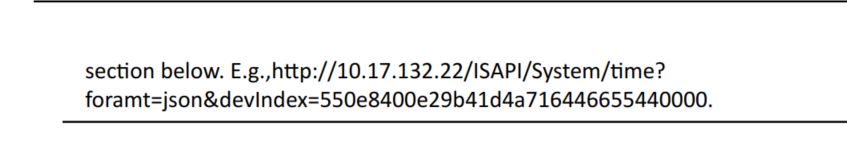 section below. E.g.,http://10.17.132.22/ISAPI/System/time?
foramt=json&devIndex=550e8400e29b41d4a716446655440000.